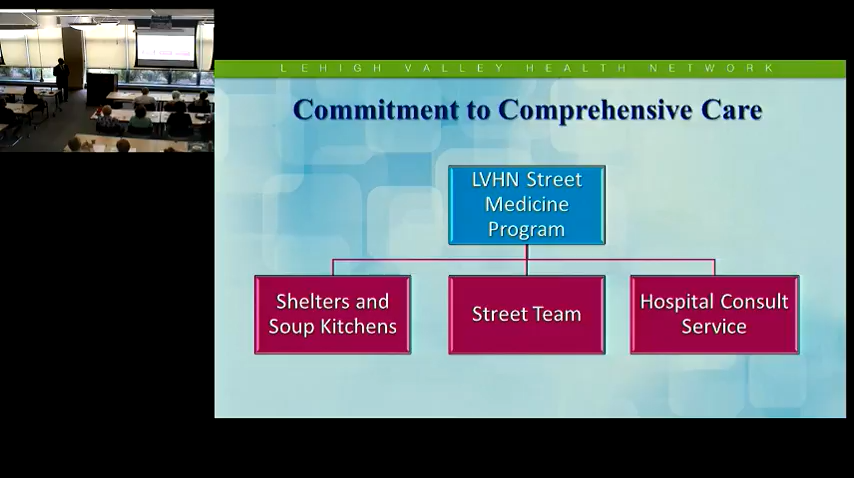 LEHIGH VALLEY HEALTH NETWORK
Commitment to Comprehensive Care
LVHN Street
Medicine
Program
Shelters and
Soup Kitchens
Street Team
Hospital Consult
Service